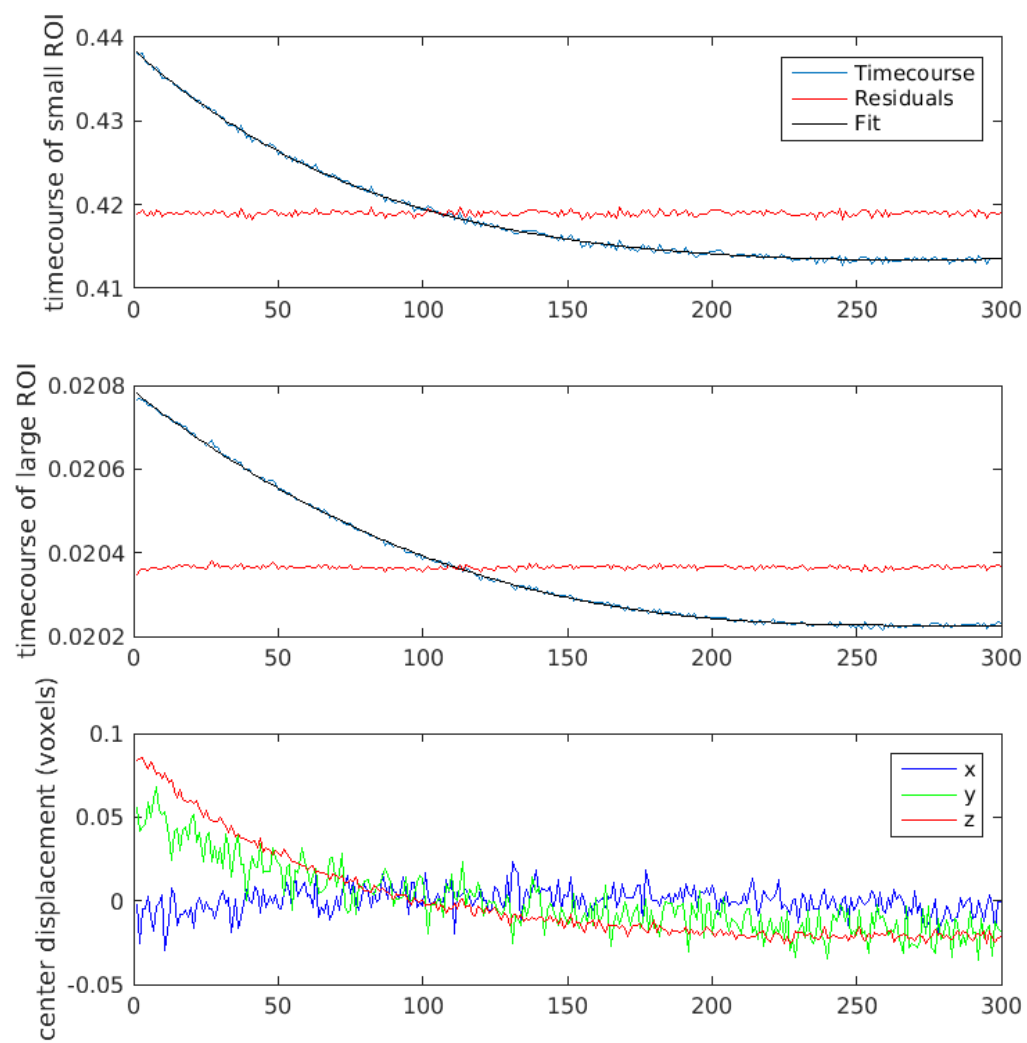 timecourse of small ROI
0.44
0.43
0.42
0.41
Timecourse
Residuals
Fit
0 50 100 150 200 250 300
timecourse of large ROI
0.0208
0.0206
0.0204
0.0202
0 50 100 150 200 250 300
center displacement (voxels)
0.1
0.05
0
-0.05
x
y
z
0 50 100 150 200 250 300